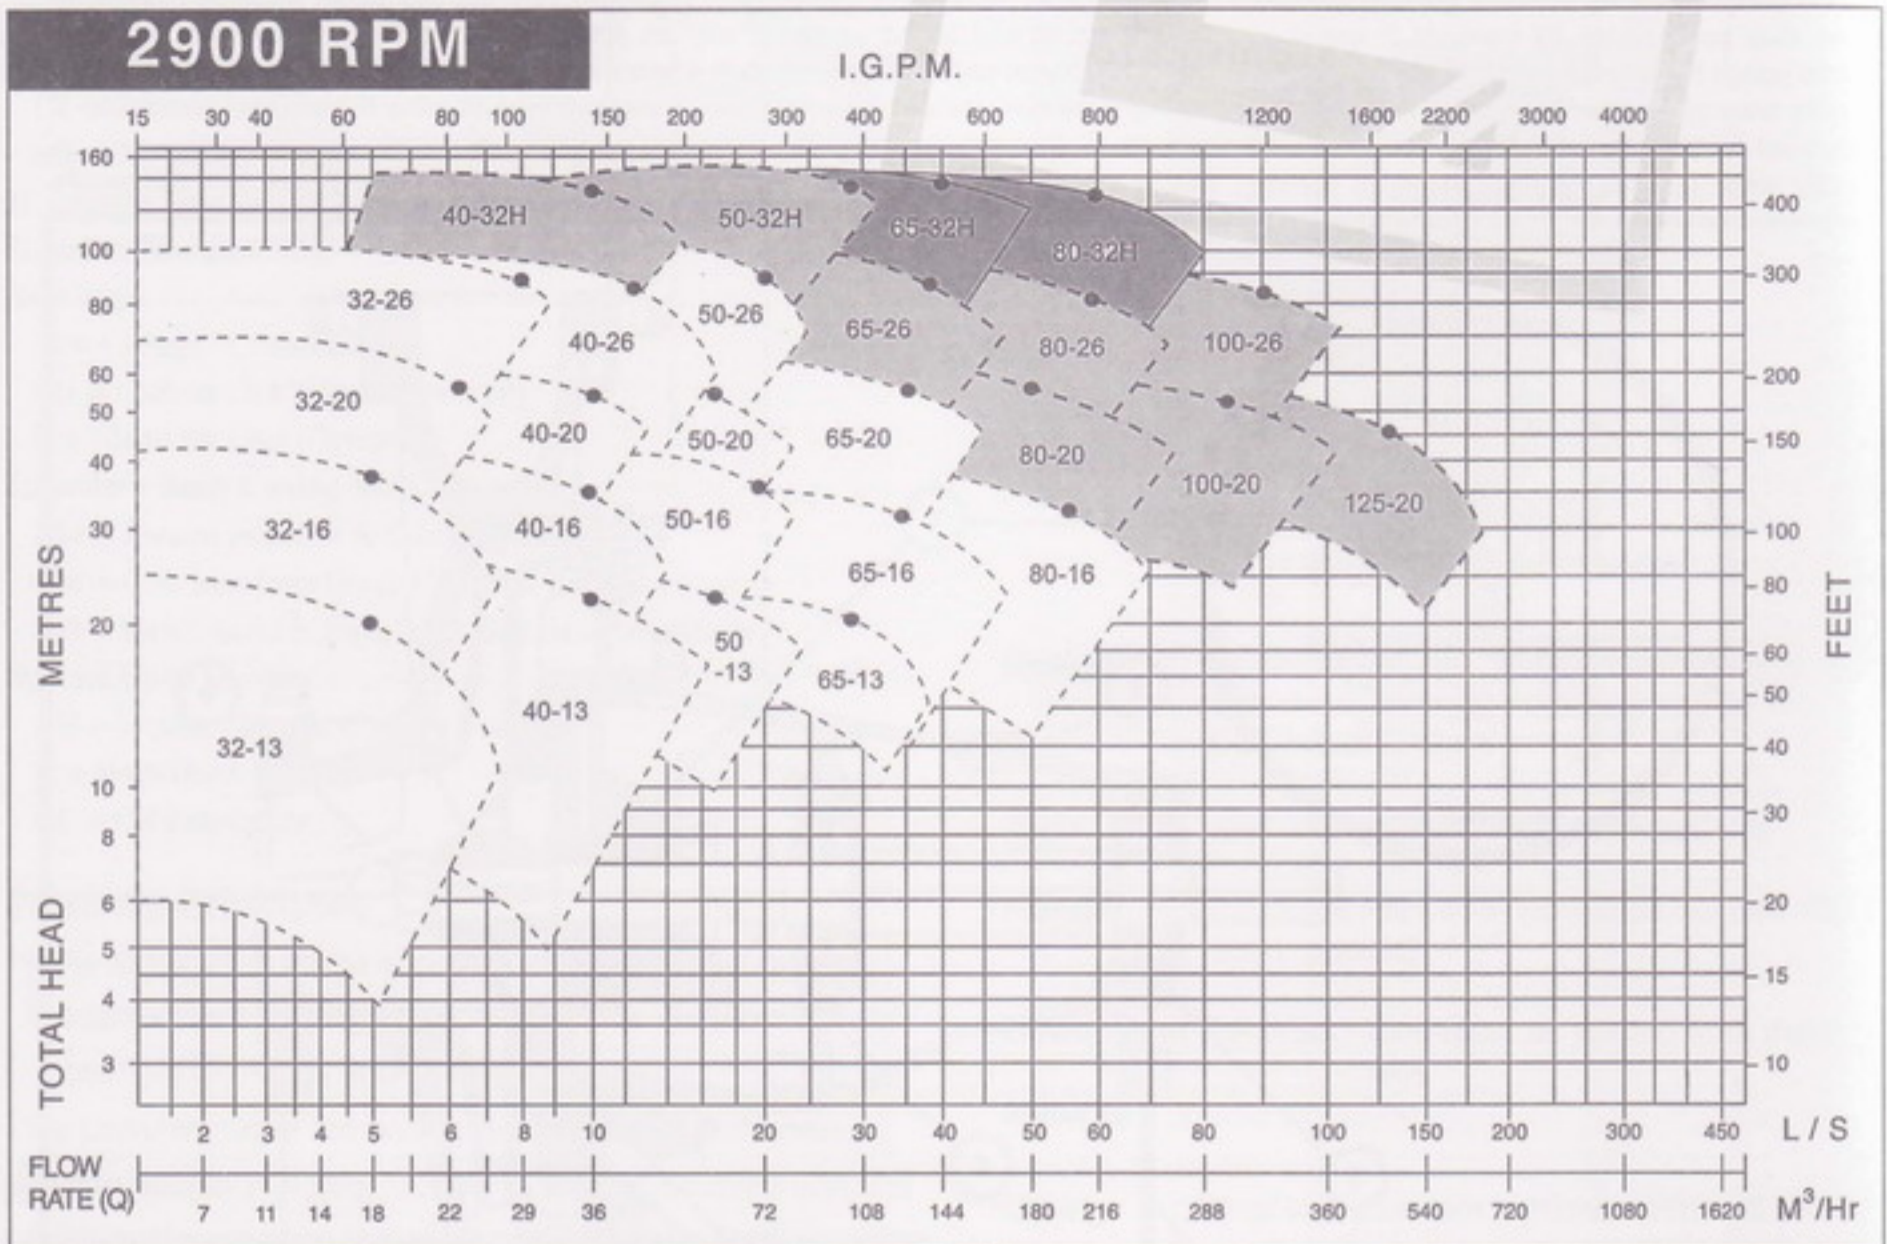 2900 RPM
I.G.P.M.
15 30 40 60 80 100 150 200 300 400 600 800 1200 1600 2200 3000 4000
160
400
40-32H 50-32H 65-32H 80-32H
100
300
32-26 40-26 50-26 65-26 80-26 100-26
80
60
200
50
32-20 40-20 50-20 65-20 80-20 100-20 125-20
150
40
32-16 40-16 50-16 65-16 80-16
30
100
80
20
60
50
32-13 40-13 50 -13 65-13
40
10
30
8
6
20
5
15
4
3
10
TOTAL HEAD METRES
FEET
2 3 4 5 6 8 10 20 30 40 50 60 80 100 150 200 300 450 L / S
FLOW
RATE (Q)
7 11 14 18 22 29 36 72 108 144 180 216 288 360 540 720 1080 1620 M³/Hr